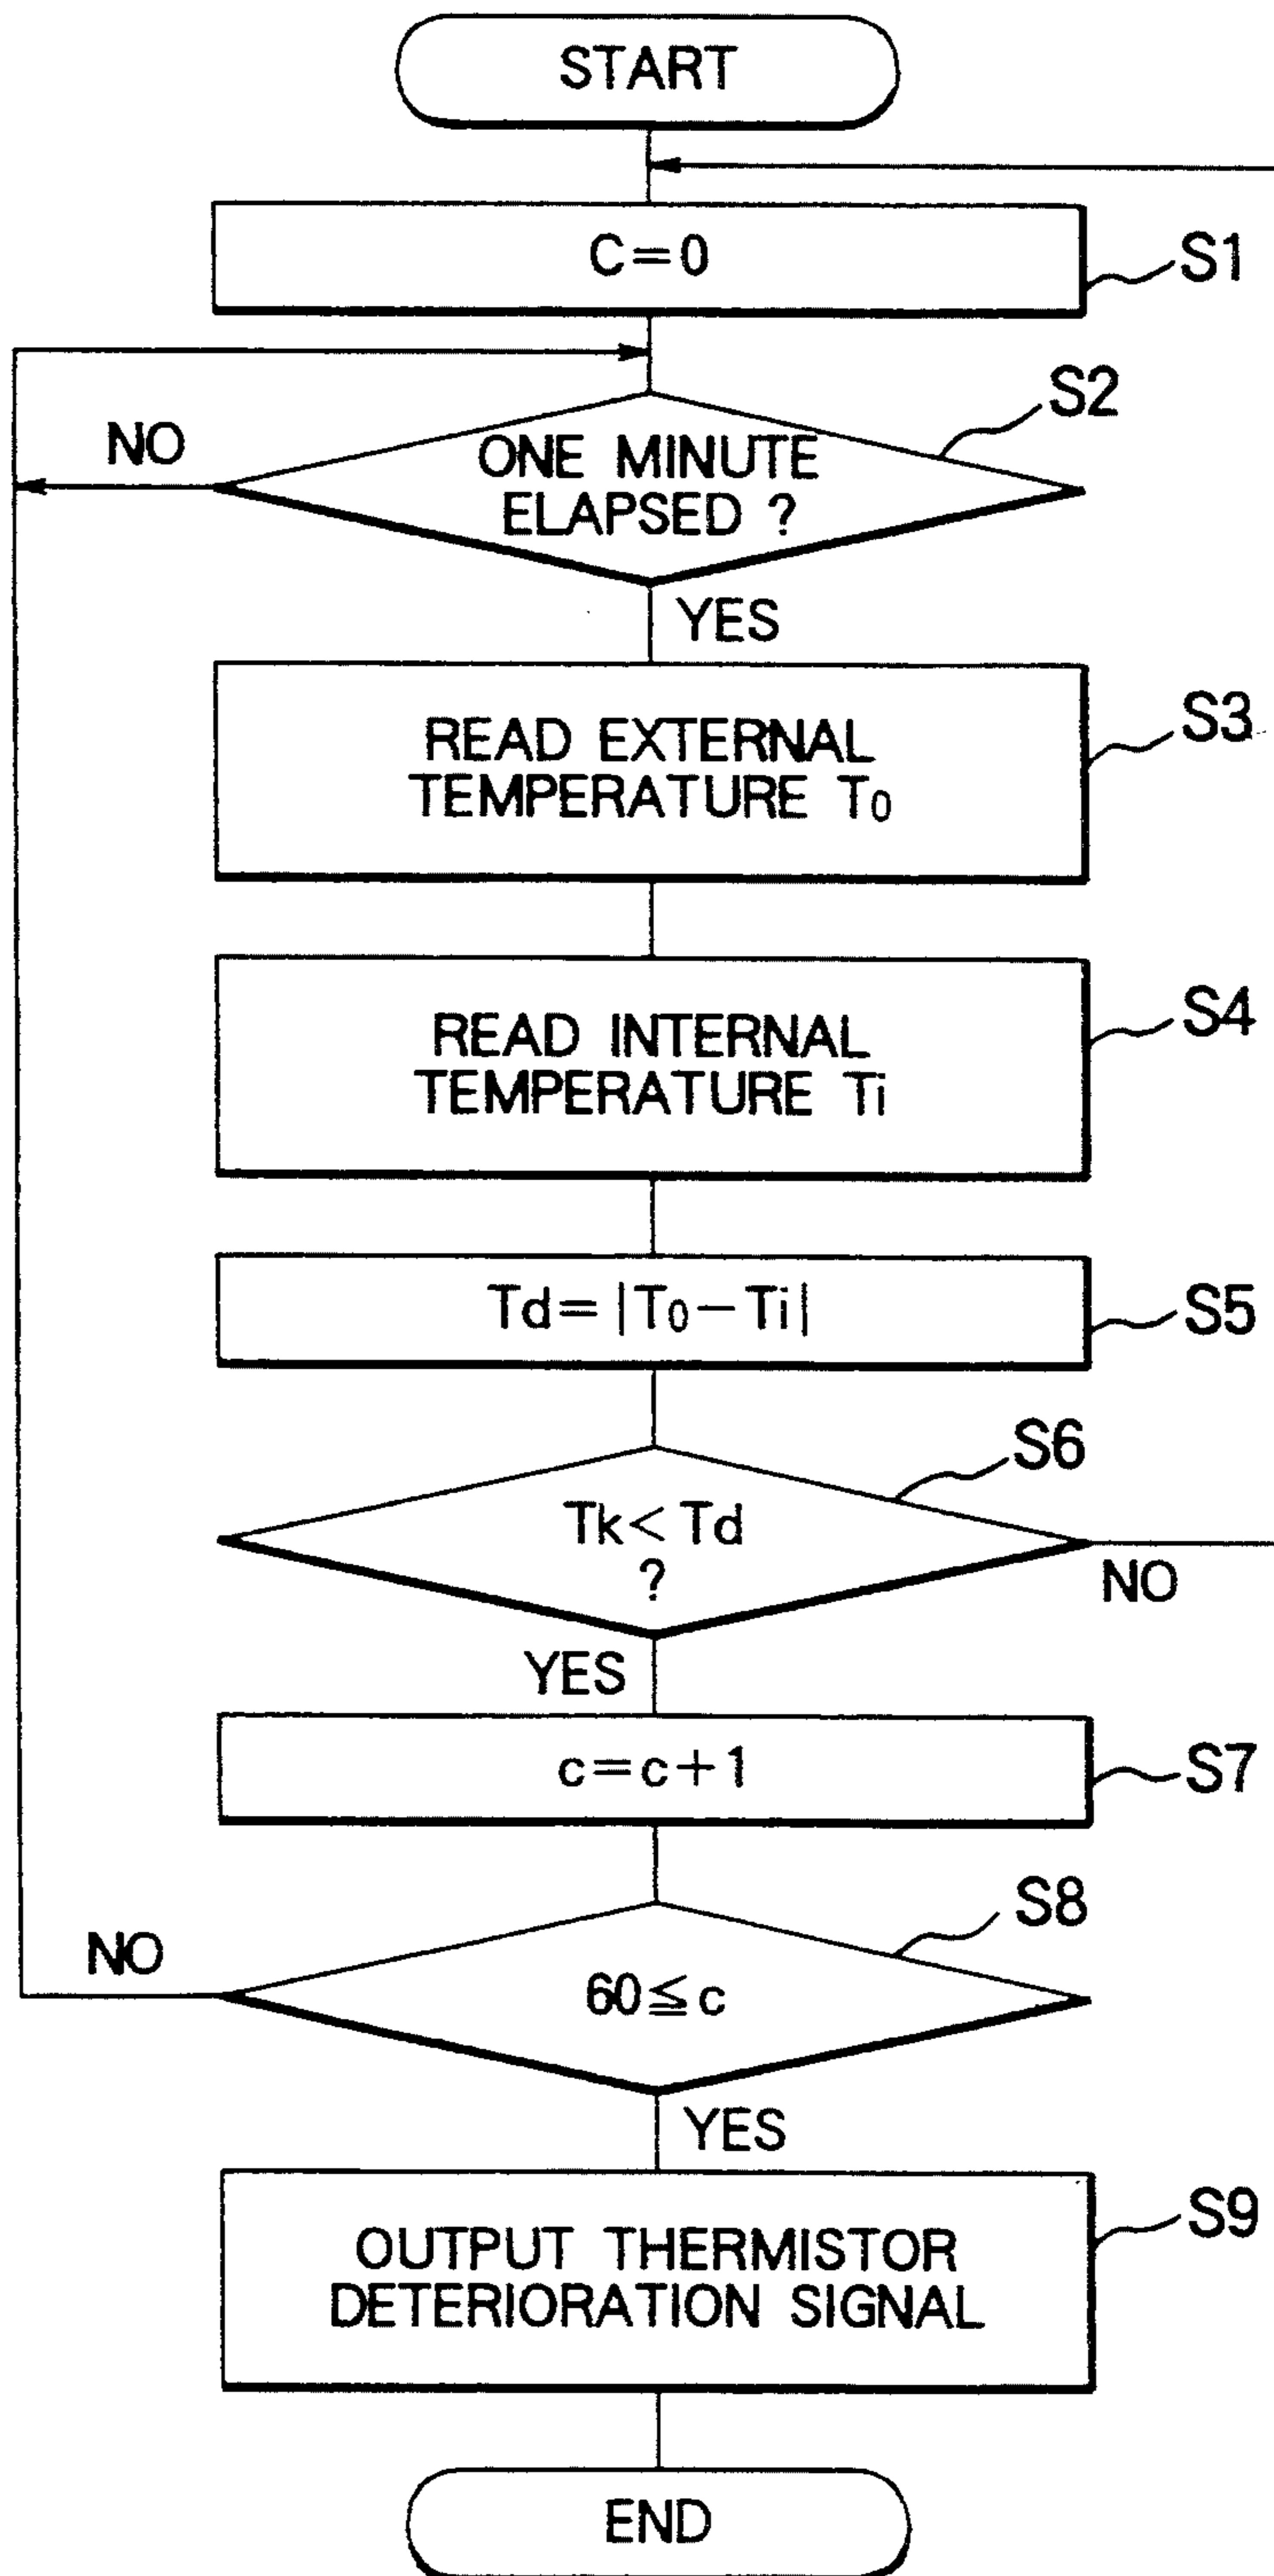 START
C=0
S1
S2
NO
ONE MINUTE
ELAPSED ?
YES
READ EXTERNAL
TEMPERATURE T0
S3
READ INTERNAL
TEMPERATURE Ti
S4
Td=|T0-Ti|
S5
S6
Tk<Td
?
NO
YES
c=c+1
S7
S8
NO
60≦c
YES
OUTPUT THERMISTOR
DETERIORATION SIGNAL
S9
END